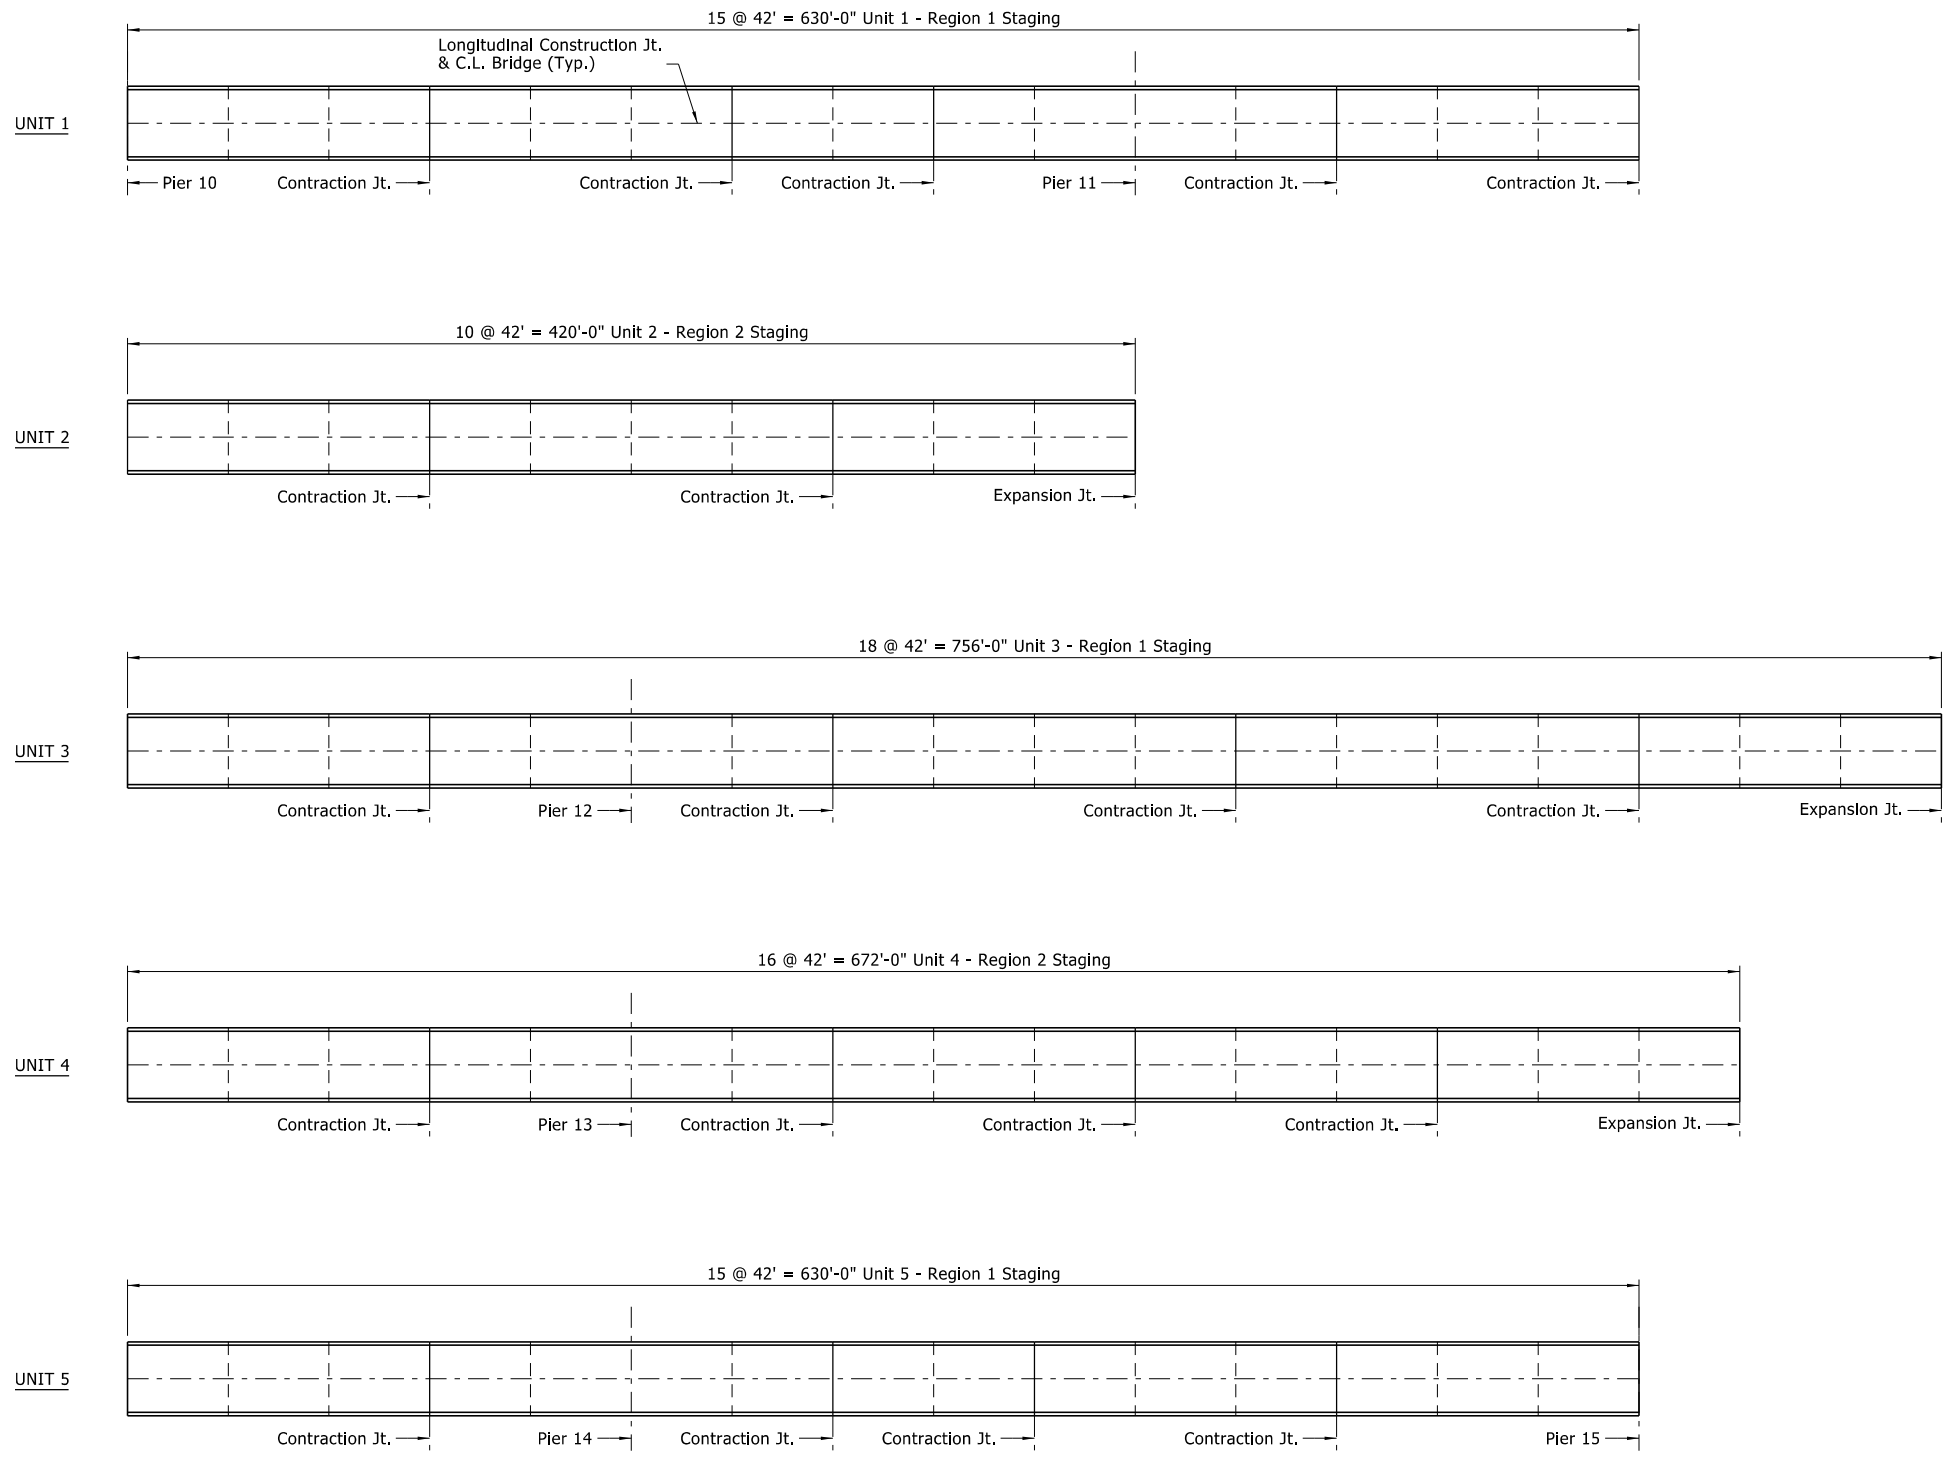 15 @ 42' = 630'-0" Unit 1 - Region 1 Staging
Longitudinal Construction Jt.
& C.L. Bridge (Typ.)
UNIT 1
Pier 10 Contraction Jt. Contraction Jt. Contraction Jt. Pier 11 Contraction Jt. Contraction Jt.
10 @ 42' = 420'-0" Unit 2 - Region 2 Staging
UNIT 2
Contraction Jt. Contraction Jt. Expansion Jt.
18 @ 42' = 756'-0" Unit 3 - Region 1 Staging
UNIT 3
Contraction Jt. Pier 12 Contraction Jt. Contraction Jt. Contraction Jt. Expansion Jt.
16 @ 42' = 672'-0" Unit 4 - Region 2 Staging
UNIT 4
Contraction Jt. Pier 13 Contraction Jt. Contraction Jt. Contraction Jt. Expansion Jt.
15 @ 42' = 630'-0" Unit 5 - Region 1 Staging
UNIT 5
Contraction Jt. Pier 14 Contraction Jt. Contraction Jt. Contraction Jt. Pier 15